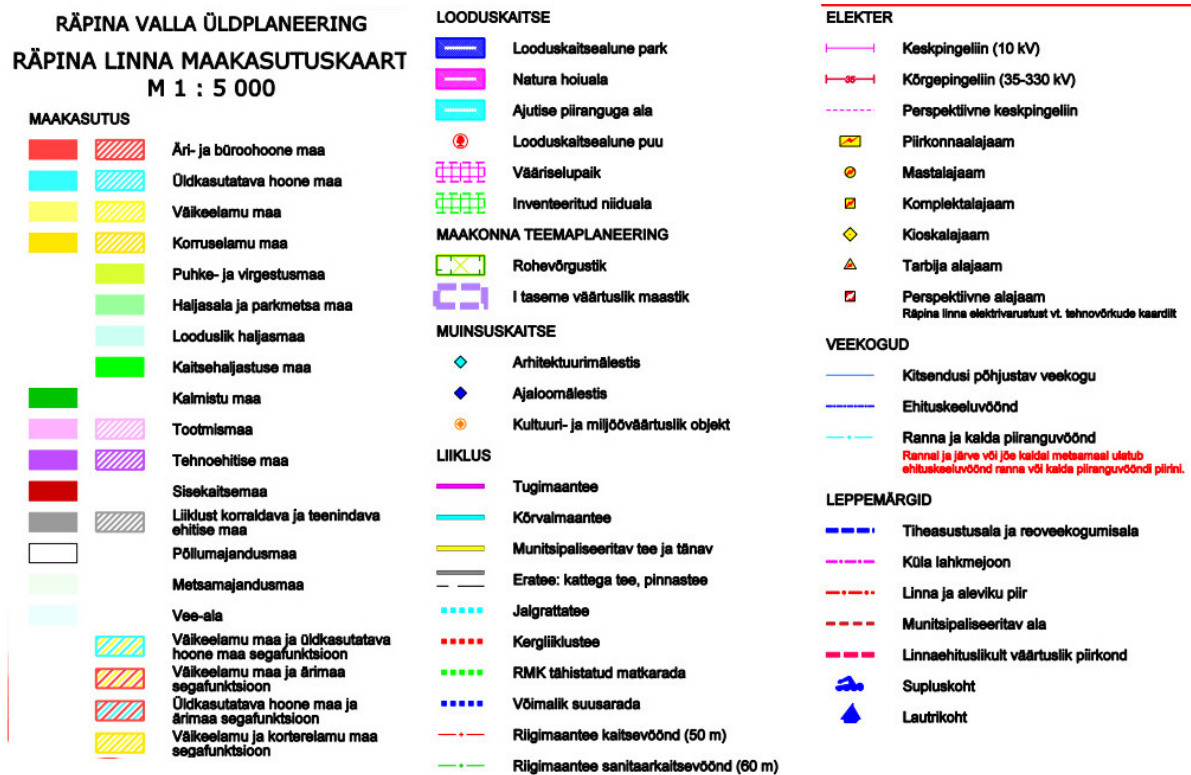 RÄPINA VALLA ÜLDPLANEERING
RÄPINA LINNA MAAKASUTUSKAART
M 1 : 5 000
MAAKASUTUS
Äri- ja büroohoone maa
Üldkasutatava hoone maa
Väikeelamu maa
Korruselamu maa
Puhke- ja virgestusmaa
Haljasala ja parkmetsa maa
Looduslik haljasmaa
Kaitsehaljastuse maa
Kalmistu maa
Tootmismaa
Tehnoehitise maa
Sisekaitsemaa
Liiklust korraldava ja teenindava
ehitise maa
Põllumajandusmaa
Metsamajandusmaa
Vee-ala
Väikeelamu maa ja üldkasutatava
hoone maa segafunktsioon
Väikeelamu maa ja ärimaa
segafunktsioon
Üldkasutatava hoone maa ja
ärimaa segafunktsioon
Väikeelamu ja korterelamu maa
segafunktsioon
LOODUSKAITSE
Looduskaitsealune park
Natura hoiuala
Ajutise piiranguga ala
Looduskaitsealune puu
Vääriselupaik
Inventeeritud niiduala
MAAKONNA TEEMAPLANEERING
Rohevõrgustik
I taseme väärtuslik maastik
MUINSUSKAITSE
Arhitektuurimälestis
Ajaloomälestis
Kultuuri- ja miljööväärtuslik objekt
LIIKLUS
Tugimaantee
Kõrvalmaantee
Munitsipaliseeritav tee ja tänav
Eratee: kattega tee, pinnastee
Jalgrattatee
Kergliiklustee
RMK tähistatud matkarada
Võimalik suusarada
Riigimaantee kaitsevöönd (50 m)
Riigimaantee sanitaarkaitsevöönd (60 m)
ELEKTER
Keskpingeliin (10 kV)
35
Kõrgepingeliin (35-330 kV)
Perspektiivne keskpingeliin
Piirkonnaalajaam
Mastalajaam
Komplektalajaam
Kioskalajaam
Tarbija alajaam
Perspektiivne alajaam
Räpina linna elektrivarustust vt. tehnovõrkude kaardilt
VEEKOGUD
Kitsendusi põhjustav veekogu
Ehituskeeluvöönd
Ranna ja kalda piiranguvöönd
Rannal ja järve või jõe kaldal metsamaal ulatub
ehituskeeluvöönd ranna või kalda piiranguvööndi piirini.
LEPPEMÄRGID
Tiheasustusala ja reoveekogumisala
Küla lahkmejoon
Linna ja aleviku piir
Munitsipaliseeritav ala
Linnaehituslikult väärtuslik piirkond
Supluskoht
Lautrikoht